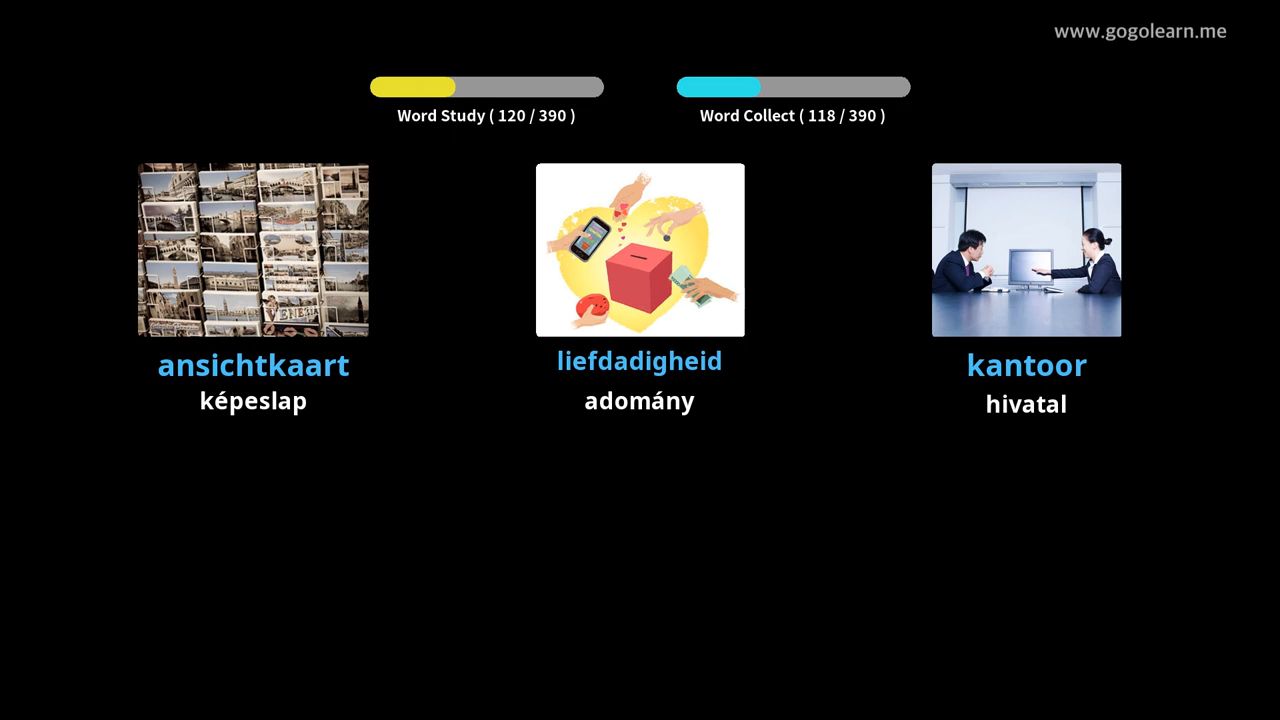 www.gogolearn.me
Word Study ( 120 / 390 )
Word Collect ( 118 / 390 )
ansichtkaart
képeslap
liefdadigheid
adomány
kantoor
hivatal